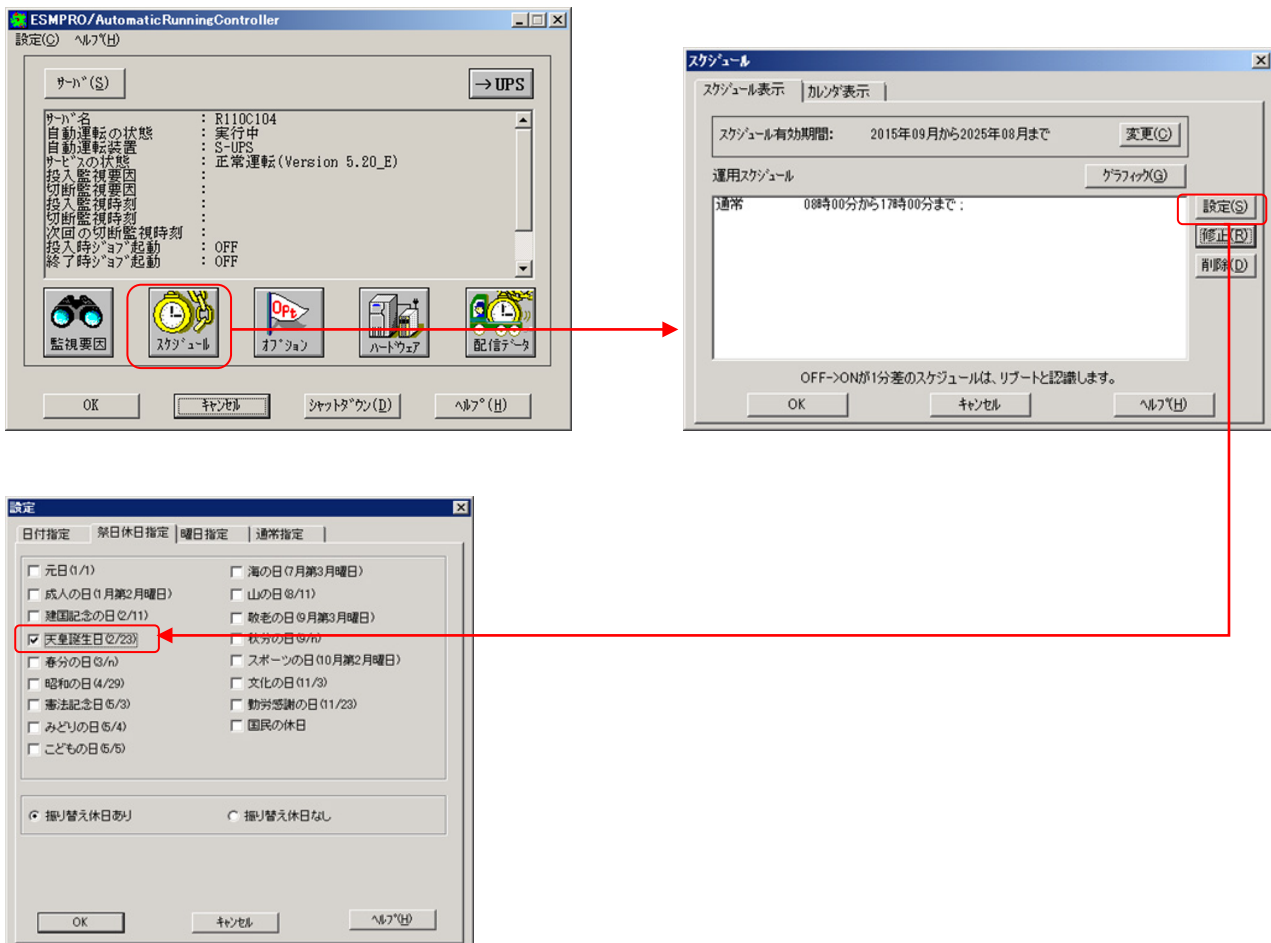 ESMPRO/AutomaticRunningController
設定(C) ﾍﾙﾌﾟ(H)
ｻｰﾊﾞ(S)
→UPS
ｻｰﾊﾞ名 : R110C104
自動運転の状態 : 実行中
自動運転装置 : S-UPS
ｻｰﾋﾞｽの状態 : 正常運転(Version 5.20_E)
投入監視要因 :
切断監視要因 :
投入監視時刻 :
切断監視時刻 :
次回の切断監視時刻 :
投入時ｼﾞｮﾌﾞ起動 : OFF
終了時ｼﾞｮﾌﾞ起動 : OFF
監視要因
ｽｹｼﾞｭｰﾙ
Opt
ｵﾌﾟｼｮﾝ
ﾊｰﾄﾞｳｪｱ
配信ﾃﾞｰﾀ
OK
ｷｬﾝｾﾙ
ｼｬｯﾄﾀﾞｳﾝ(D)
ﾍﾙﾌﾟ(H)
ｽｹｼﾞｭｰﾙ
ｽｹｼﾞｭｰﾙ表示
ｶﾚﾝﾀﾞ表示
ｽｹｼﾞｭｰﾙ有効期間: 2015年09月から2025年08月まで
変更(C)
運用ｽｹｼﾞｭｰﾙ
ｸﾞﾗﾌｨｯｸ(G)
通常 08時00分から17時00分まで;
設定(S)
修正(R)
削除(D)
OFF->ONが1分差のｽｹｼﾞｭｰﾙは、ﾘﾌﾞｰﾄと認識します。
OK
ｷｬﾝｾﾙ
ﾍﾙﾌﾟ(H)
設定
日付指定
祭日休日指定
曜日指定
通常指定
元日(1/1)
成人の日(1月第2月曜日)
建国記念の日(2/11)
天皇誕生日(2/23)
春分の日(3/n)
昭和の日(4/29)
憲法記念日(5/3)
みどりの日(5/4)
こどもの日(5/5)
海の日(7月第3月曜日)
山の日(8/11)
敬老の日(9月第3月曜日)
秋分の日(9/n)
スポーツの日(10月第2月曜日)
文化の日(11/3)
勤労感謝の日(11/23)
国民の休日
振り替え休日あり
振り替え休日なし
OK
ｷｬﾝｾﾙ
ﾍﾙﾌﾟ(H)